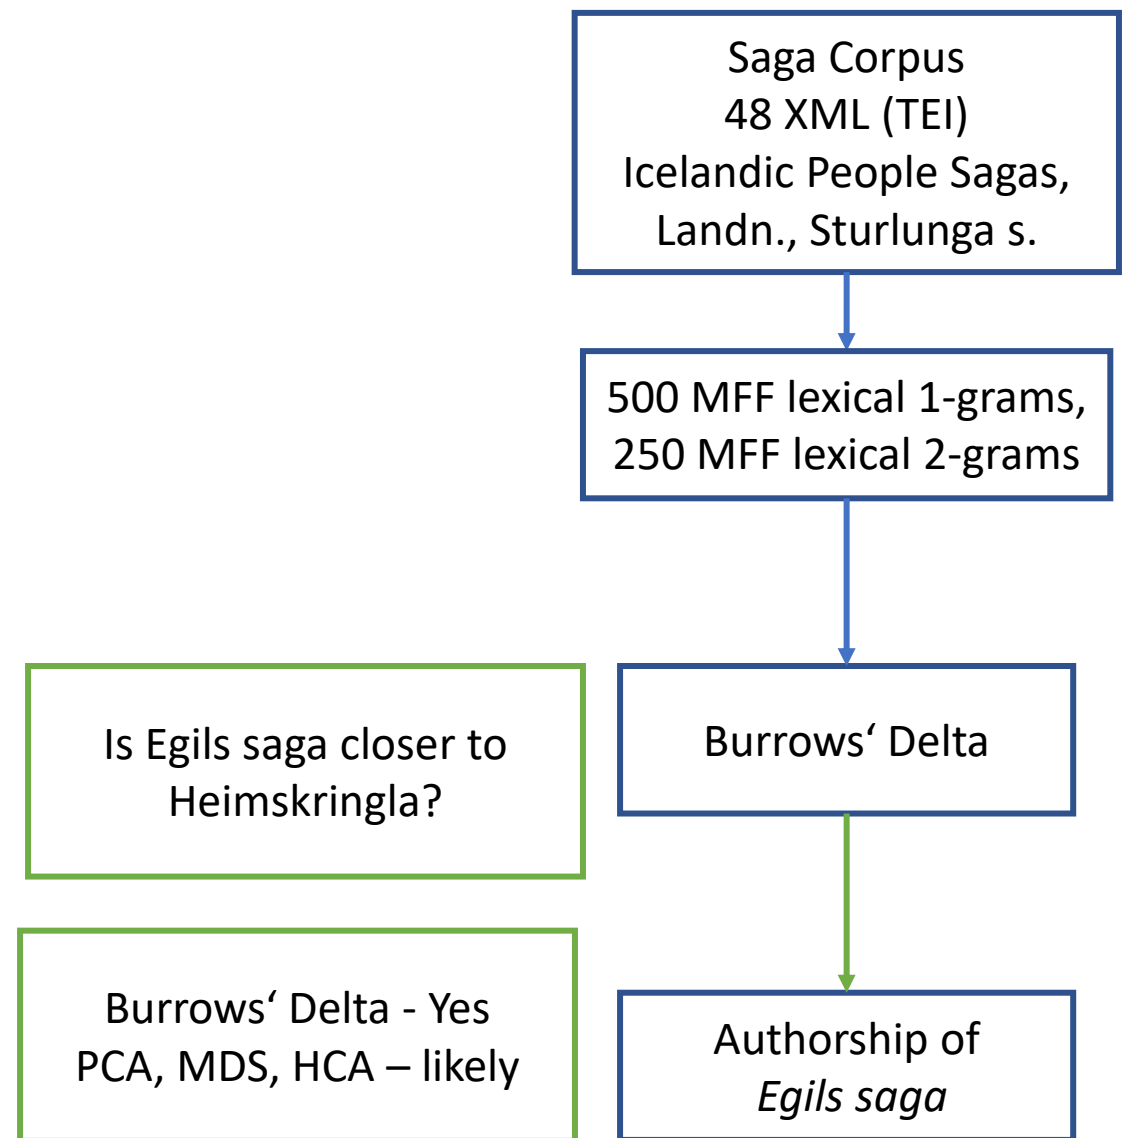 Saga Corpus
48 XML (TEI)
Icelandic People Sagas,
Landn., Sturlunga s.
500 MFF lexical 1-grams,
250 MFF lexical 2-grams
Is Egils saga closer to
Heimskringla?
Burrows‘ Delta
Burrows‘ Delta - Yes
PCA, MDS, HCA – likely
Authorship of
Egils saga